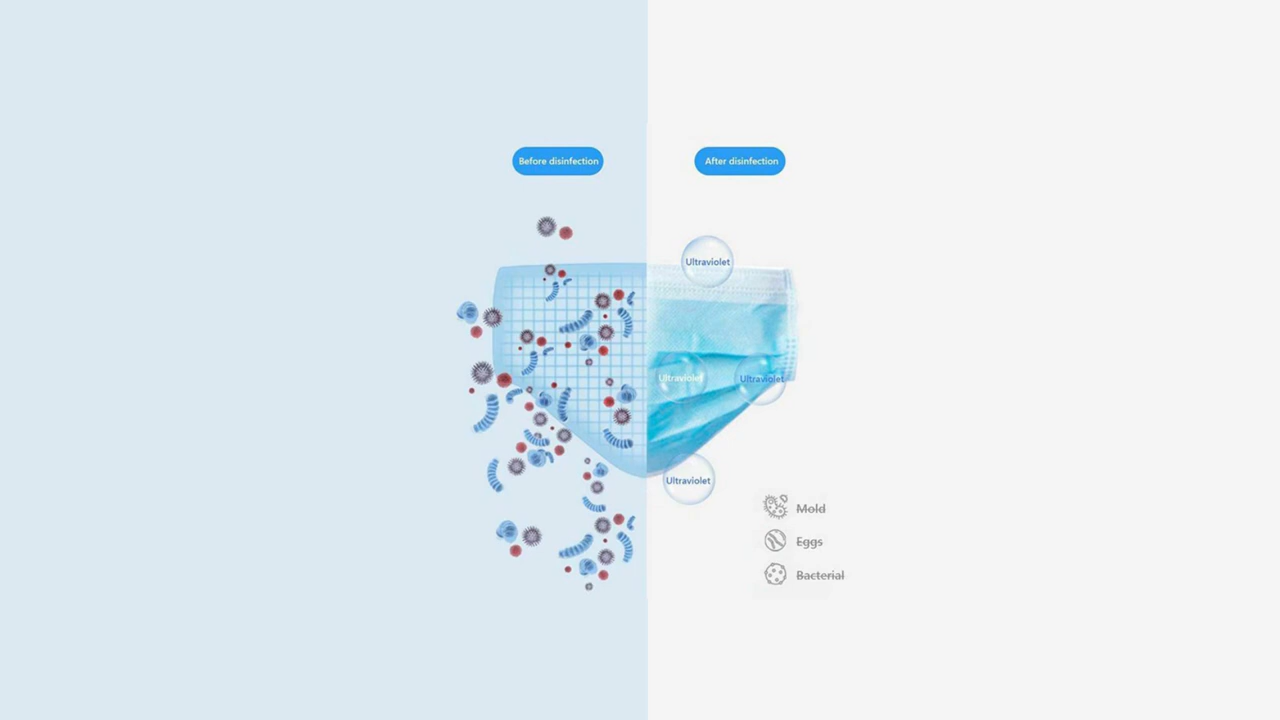 Before disinfection
After disinfection
Ultraviolet
Ultraviolet
Ultraviolet
Ultraviolet
Mold
Eggs
Bacterial